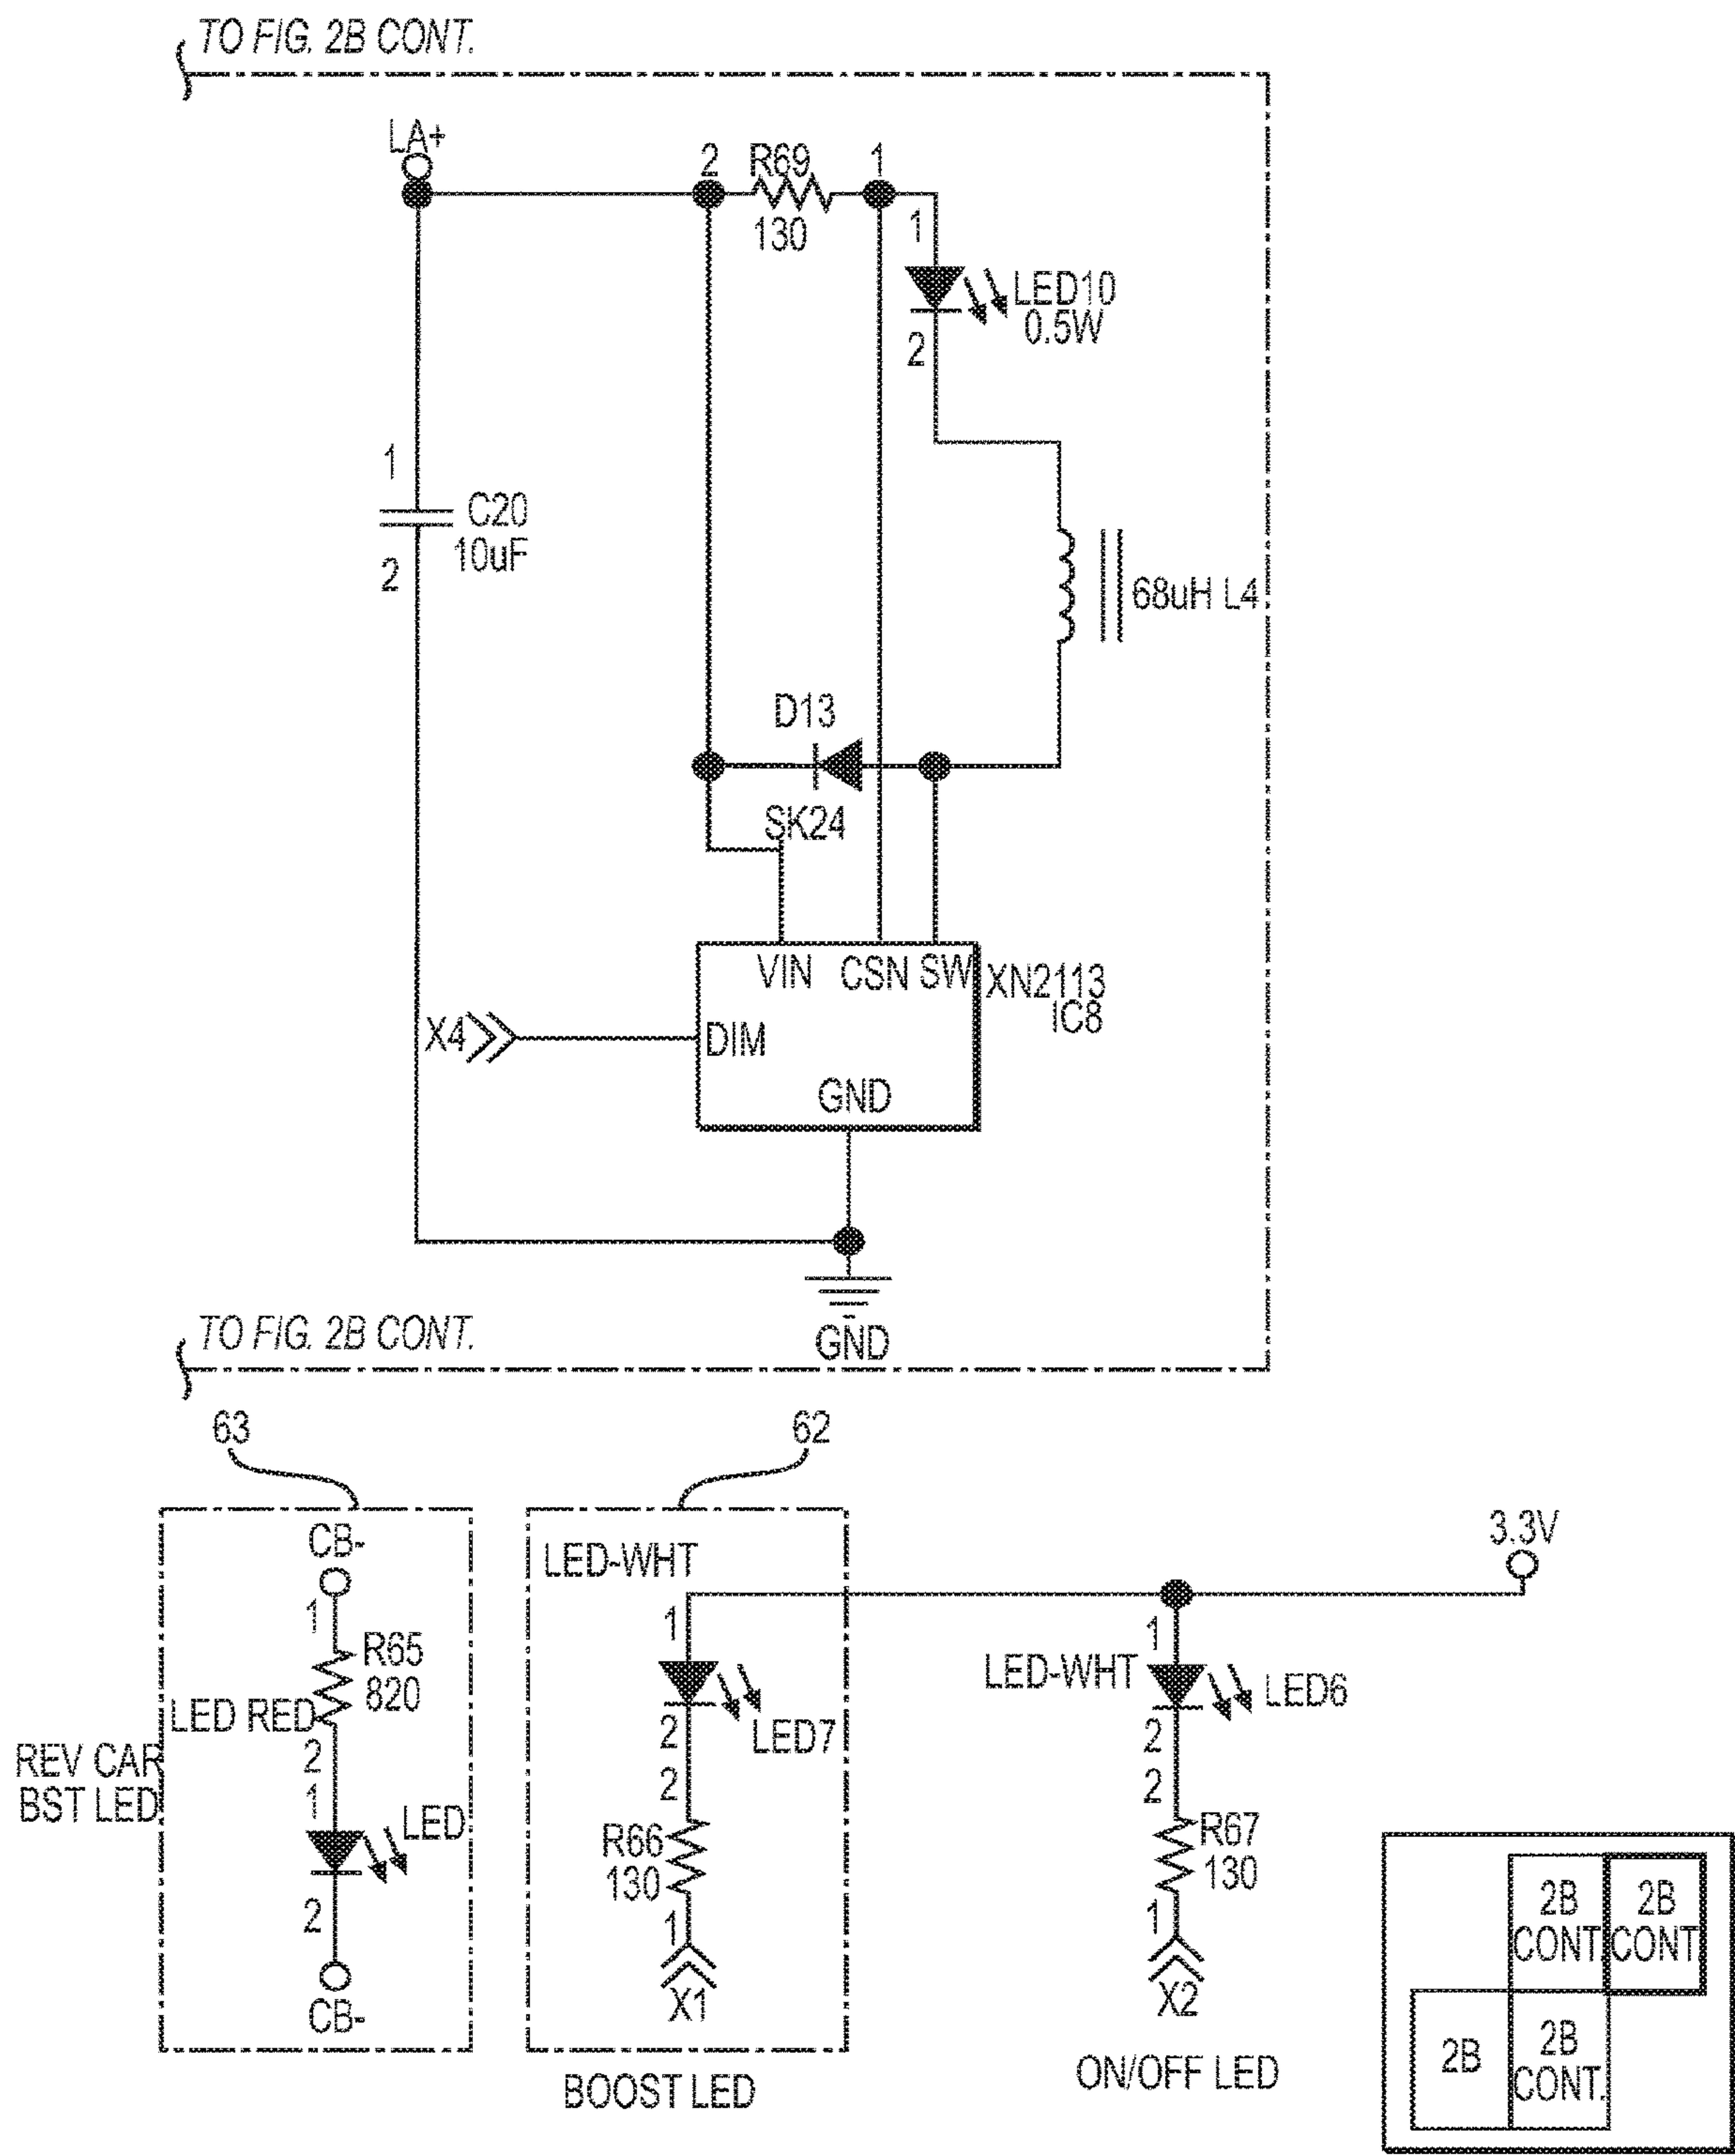 TO FIG. 2B CONT.
LA+
2 R69 1
130
1
LED10
0.5W
2
1
C20
10uF
2
68uH L4
D13
SK24
VIN CSN SW
XN2113
IC8
X4
DIM
GND
GND
TO FIG. 2B CONT.
63
62
CB-
1
R65
820
LED RED
2
REV CAR
BST LED
1
LED
2
CB-
LED-WHT
1
2
LED7
2
R66
130
1
X1
BOOST LED
3.3V
1
LED-WHT
LED6
2
2
R67
130
1
X2
ON/OFF LED
2B
CONT.
2B
CONT.
2B
2B
CONT.